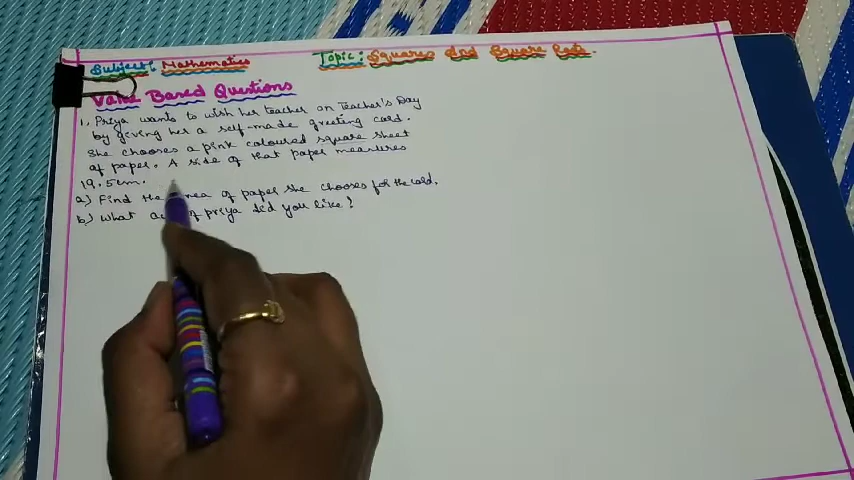 Subject: Mathematics Topic: Squares And Square Roots.
Value Based Questions
1. Priya wants to wish her teacher on Teacher's Day
by giving her a self-made greeting card.
She chooses a pink coloured square sheet
of paper. A side of that paper measures
19.5cm.
a) Find the Area of paper she chooses for the card.
b) What of priya did you like?